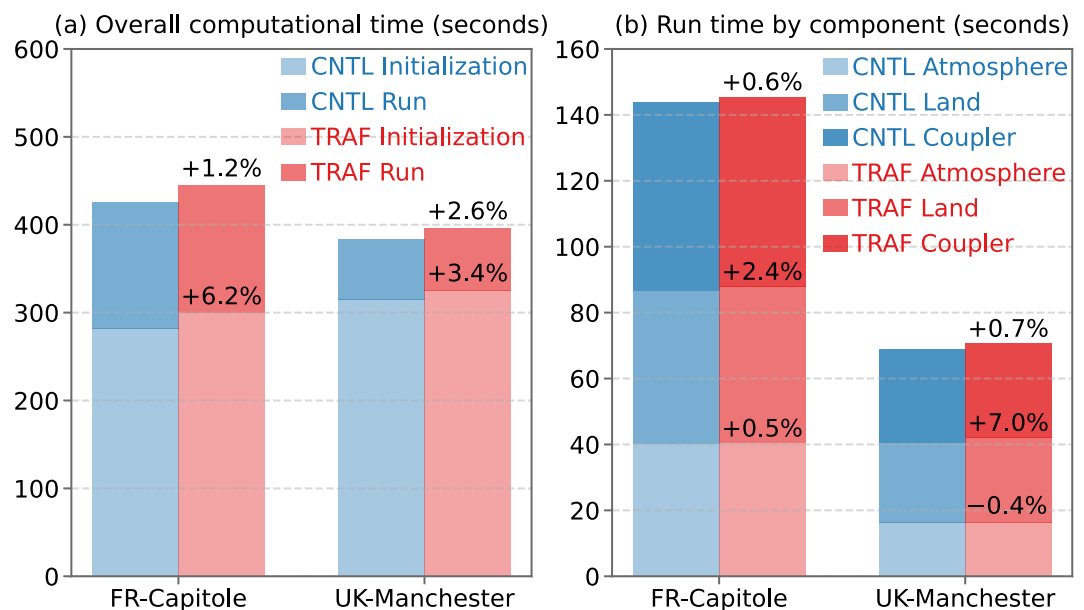 (a) Overall computational time (seconds)
600
500
400
300
200
100
0
CNTL Initialization
CNTL Run
TRAF Initialization
TRAF Run
+1.2%
+6.2%
+2.6%
+3.4%
FR-Capitole
UK-Manchester
(b) Run time by component (seconds)
160
140
120
100
80
60
40
20
0
CNTL Atmosphere
CNTL Land
CNTL Coupler
TRAF Atmosphere
TRAF Land
TRAF Coupler
+0.6%
+2.4%
+0.5%
+0.7%
+7.0%
−0.4%
FR-Capitole
UK-Manchester